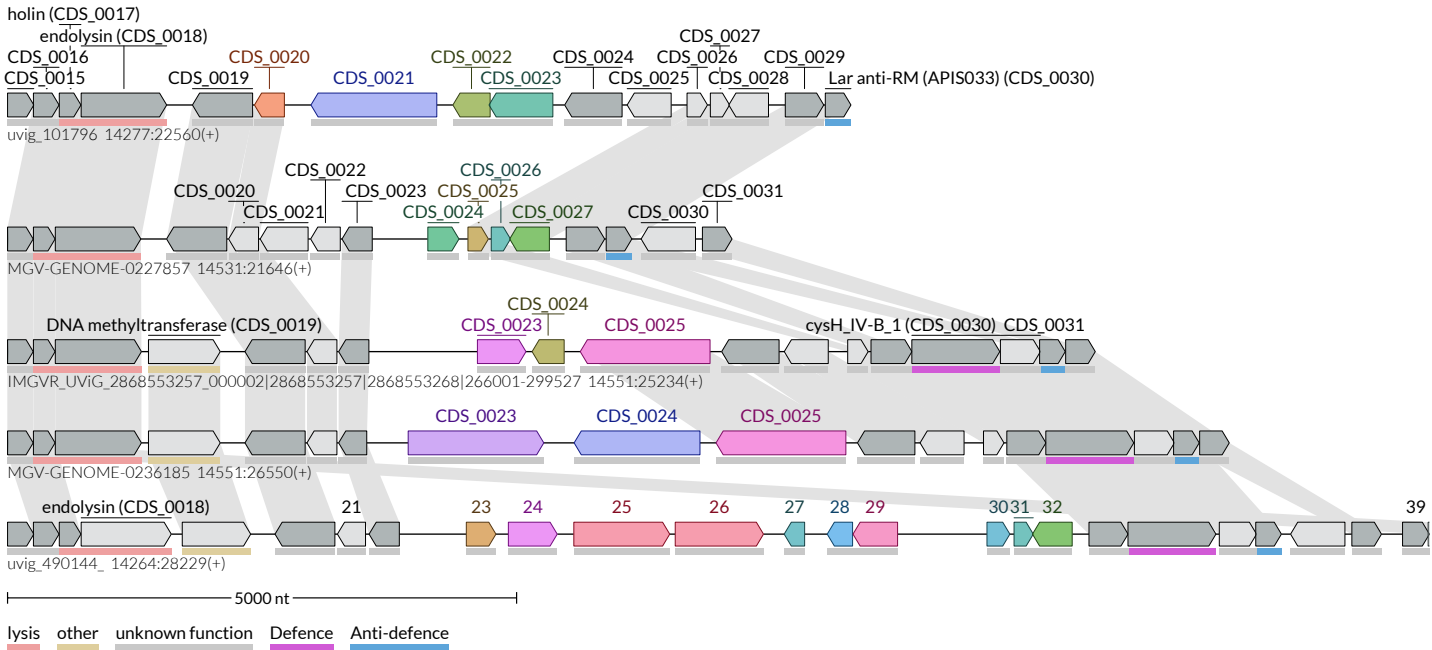 holin (CDS_0017)
endolysin (CDS_0018) CDS_0027
CDS_0016 CDS_0020 CDS_0022 CDS_0024 CDS_0026 CDS_0029
CDS_0015 CDS_0019 CDS_0021 CDS_0023 CDS_0025 CDS_0028 Lar anti-RM (APIS033) (CDS_0030)
uvig_101796 14277:22560(+)
CDS_0022 CDS_0026
CDS_0020 CDS_0023 CDS_0025 CDS_0031
CDS_0021 CDS_0024 CDS_0027 CDS_0030
MGV-GENOME-0227857 14531:21646(+)
CDS_0024
DNA methyltransferase (CDS_0019) CDS_0023 CDS_0025 cysH_IV-B_1 (CDS_0030) CDS_0031
IMGVR_UViG_2868553257_000002|2868553257|2868553268|266001-299527 14551:25234(+)
CDS_0023 CDS_0024 CDS_0025
MGV-GENOME-0236185 14551:26550(+)
endolysin (CDS_0018) 21 23 24 25 26 27 28 29 30 31 32 39
uvig_490144_ 14264:28229(+)
5000 nt
lysis other unknown function Defence Anti-defence